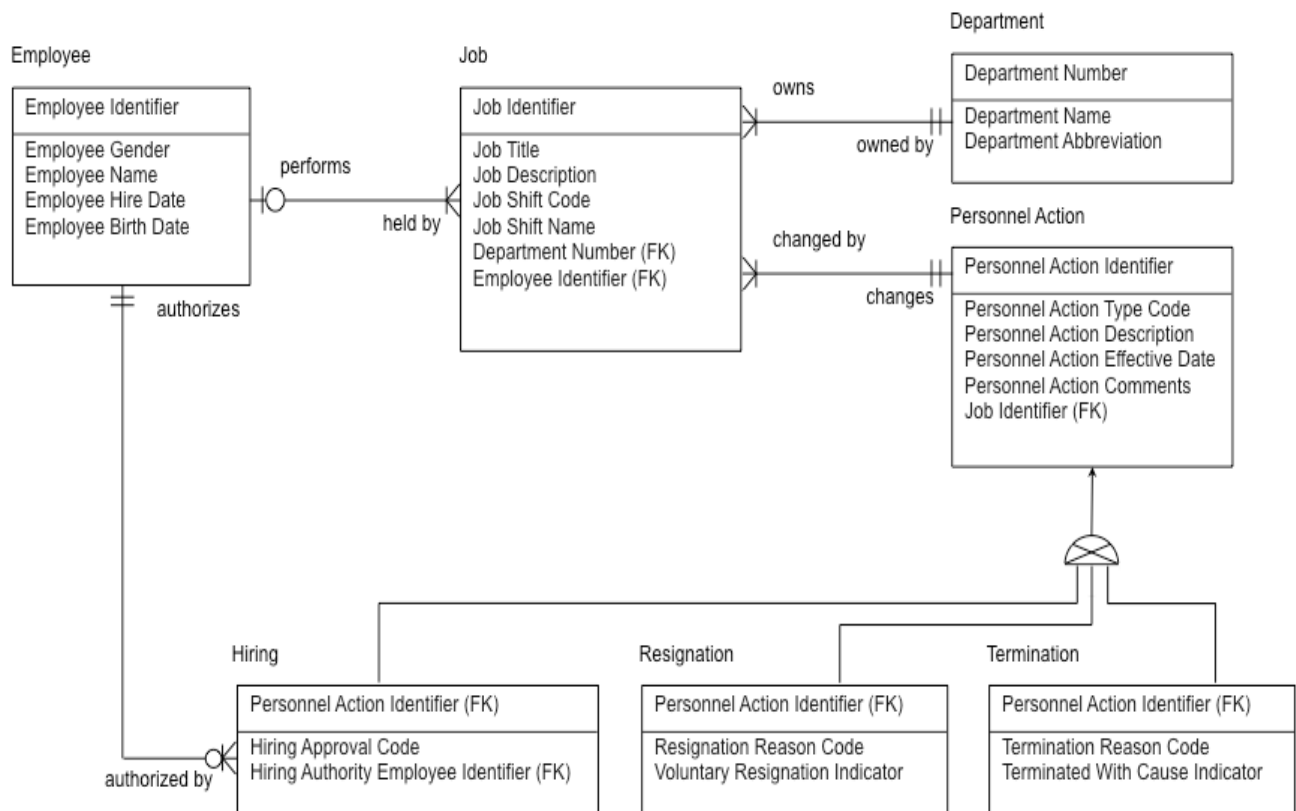 Department
Employee
Job
Department Number
Department Name
Department Abbreviation
Employee Identifier
Employee Gender
Employee Name
Employee Hire Date
Employee Birth Date
performs
held by
Job Identifier
Job Title
Job Description
Job Shift Code
Job Shift Name
Department Number (FK)
Employee Identifier (FK)
owns
owned by
Personnel Action
changed by
changes
Personnel Action Identifier
Personnel Action Type Code
Personnel Action Description
Personnel Action Effective Date
Personnel Action Comments
Job Identifier (FK)
authorizes
authorized by
Hiring
Personnel Action Identifier (FK)
Hiring Approval Code
Hiring Authority Employee Identifier (FK)
Resignation
Personnel Action Identifier (FK)
Resignation Reason Code
Voluntary Resignation Indicator
Termination
Personnel Action Identifier (FK)
Termination Reason Code
Terminated With Cause Indicator